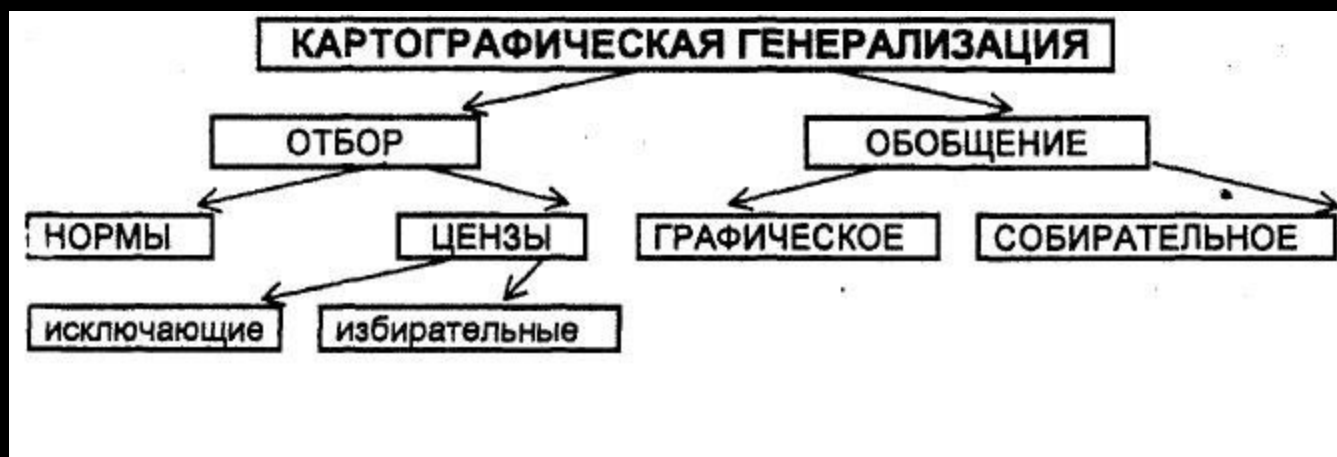 КАРТОГРАФИЧЕСКАЯ ГЕНЕРАЛИЗАЦИЯ
ОТБОР
ОБОБЩЕНИЕ
НОРМЫ
ЦЕНЗЫ
ГРАФИЧЕСКОЕ
СОБИРАТЕЛЬНОЕ
исключающие
избирательные